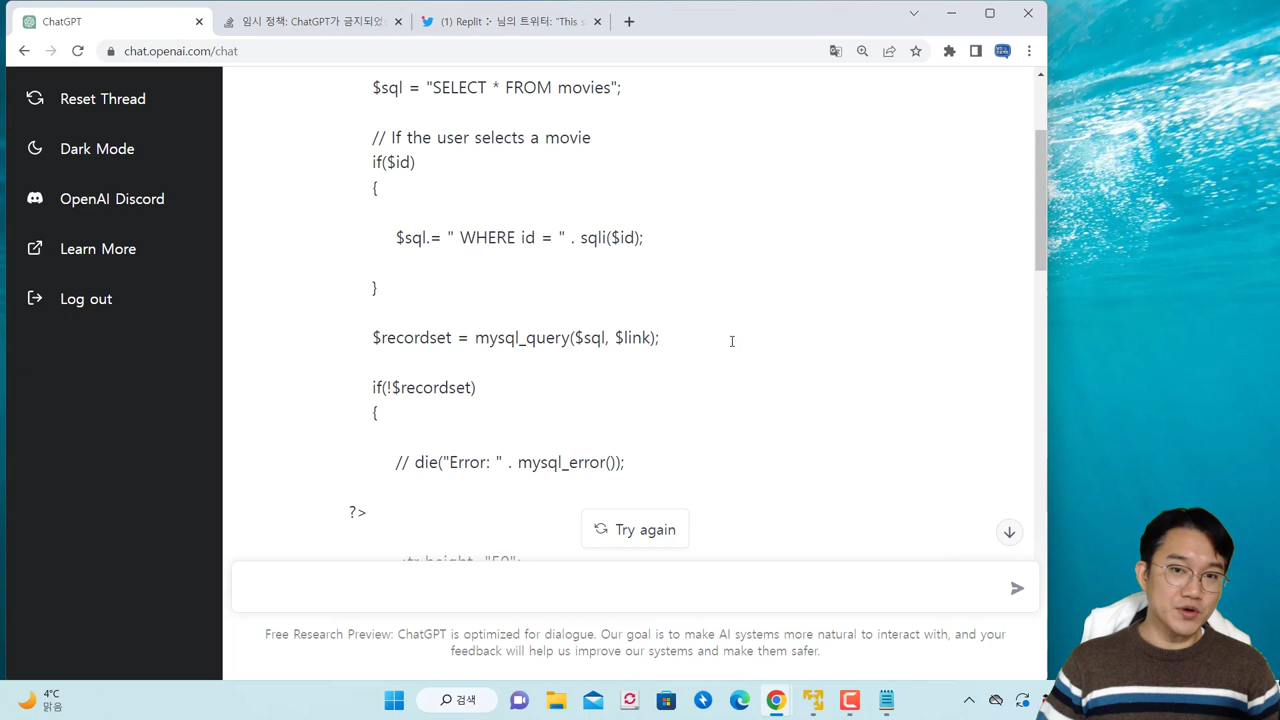 ChatGPT
임시 정책: ChatGPT가 금지되었
(1) Replit ⠕ 님의 트위터: "This s
chat.openai.com/chat
Reset Thread
Dark Mode
OpenAI Discord
Learn More
Log out
$sql = "SELECT * FROM movies";
// If the user selects a movie
if($id)
{
$sql.= " WHERE id = " . sqli($id);
}
$recordset = mysql_query($sql, $link);
if(!$recordset)
{
// die("Error: " . mysql_error());
?>
Try again
Free Research Preview: ChatGPT is optimized for dialogue. Our goal is to make AI systems more natural to interact with, and your
feedback will help us improve our systems and make them safer.
4°C
맑음
검색